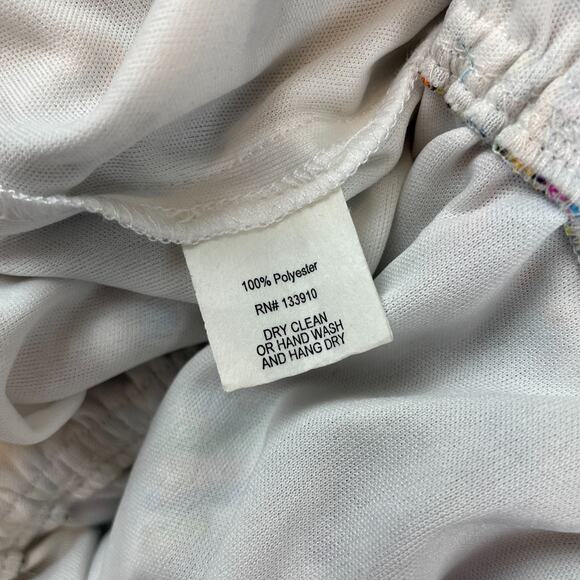 100% Polyester
RN# 133910
DRY CLEAN
OR HAND WASH
AND HANG DRY